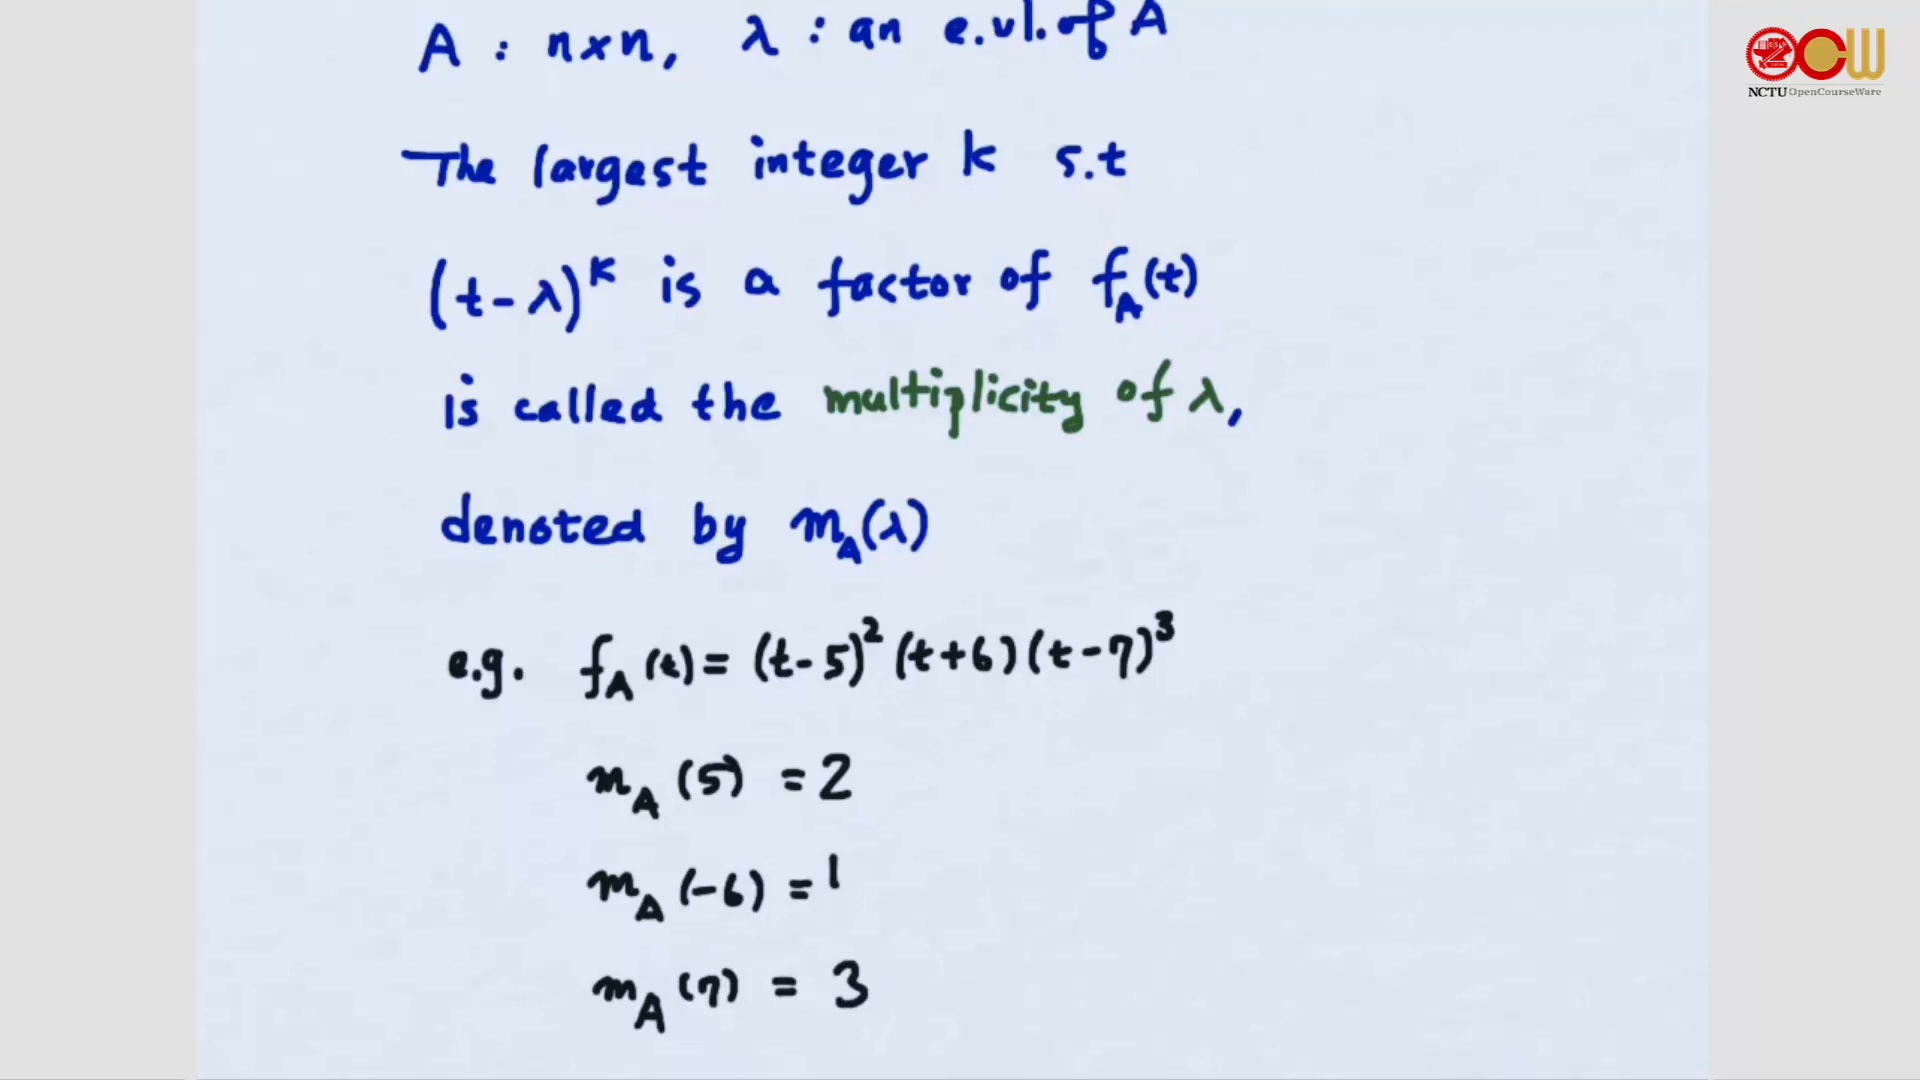 A : n×n, λ : an e.vl. of A
The largest integer k s.t
(t-λ)^k is a factor of f_A(t)
is called the multiplicity of λ,
denoted by m_A(λ)
e.g. f_A(t) = (t-5)^2 (t+6)(t-7)^3
m_A(5) = 2
m_A(-6) = 1
m_A(7) = 3
OCW
NCTU OpenCourseWare